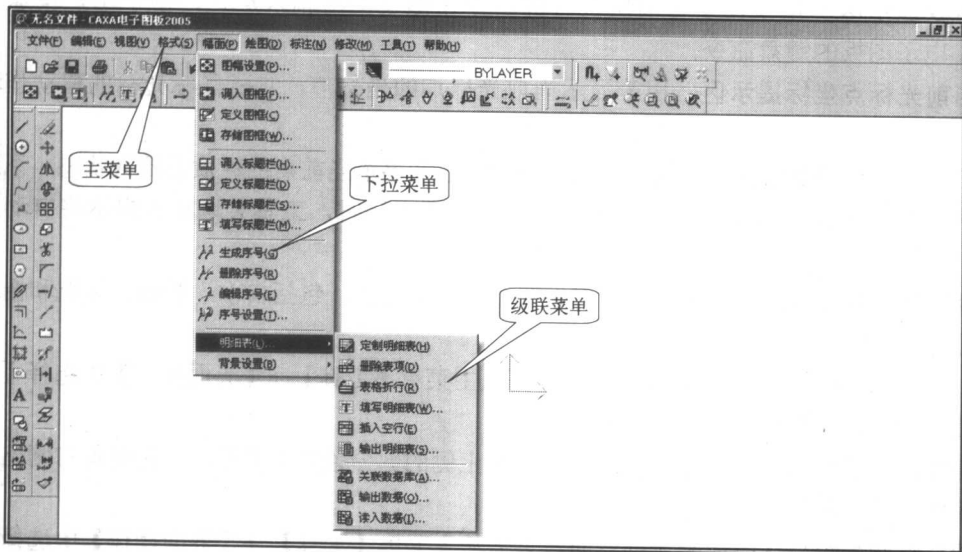 无名文件 - CAXA电子图板2005
文件(F) 编辑(E) 视图(V) 格式(S) 幅面(P) 绘图(D) 标注(N) 修改(M) 工具(T) 帮助(H)
BYLAYER
图幅设置(P)...
调入图框(F)...
定义图框(C)
存储图框(W)...
调入标题栏(H)...
定义标题栏(D)
存储标题栏(S)...
填写标题栏(M)...
生成序号(G)
删除序号(R)
编辑序号(E)
序号设置(T)...
明细表(L)...
背景设置(B)
定制明细表(H)
删除表项(D)
表格折行(R)
填写明细表(W)...
插入空行(E)
输出明细表(S)...
关联数据库(A)...
输出数据(O)...
读入数据(I)...
主菜单
下拉菜单
级联菜单